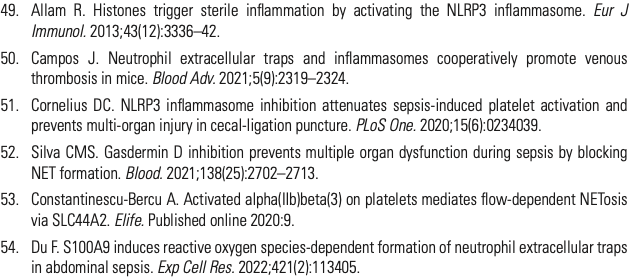 49. Allam R. Histones trigger sterile inflammation by activating the NLRP3 inflammasome. Eur J
Immunol. 2013;43(12):3336–42.
50. Campos J. Neutrophil extracellular traps and inflammasomes cooperatively promote venous
thrombosis in mice. Blood Adv. 2021;5(9):2319–2324.
51. Cornelius DC. NLRP3 inflammasome inhibition attenuates sepsis-induced platelet activation and
prevents multi-organ injury in cecal-ligation puncture. PLoS One. 2020;15(6):0234039.
52. Silva CMS. Gasdermin D inhibition prevents multiple organ dysfunction during sepsis by blocking
NET formation. Blood. 2021;138(25):2702–2713.
53. Constantinescu-Bercu A. Activated alpha(IIb)beta(3) on platelets mediates flow-dependent NETosis
via SLC44A2. Elife. Published online 2020:9.
54. Du F. S100A9 induces reactive oxygen species-dependent formation of neutrophil extracellular traps
in abdominal sepsis. Exp Cell Res. 2022;421(2):113405.